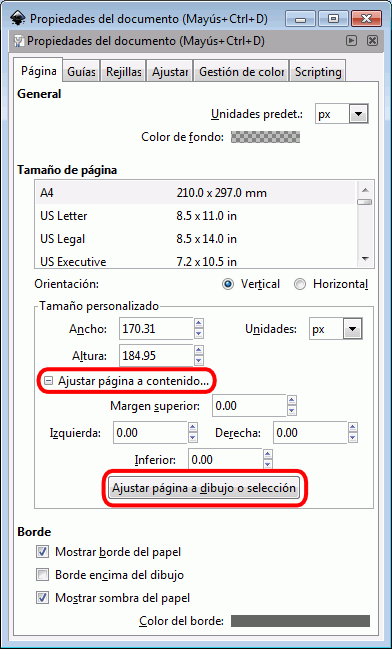 Propiedades del documento (Mayús+Ctrl+D)
Propiedades del documento (Mayús+Ctrl+D)
Página Guías Rejillas Ajustar Gestión de color Scripting
General
Unidades predet.: px
Color de fondo:
Tamaño de página
A4 210.0 x 297.0 mm
US Letter 8.5 x 11.0 in
US Legal 8.5 x 14.0 in
US Executive 7.2 x 10.5 in
Orientación: Vertical Horizontal
Tamaño personalizado
Ancho: 170.31 Unidades: px
Altura: 184.95
Ajustar página a contenido...
Margen superior: 0.00
Izquierda: 0.00 Derecha: 0.00
Inferior: 0.00
Ajustar página a dibujo o selección
Borde
Mostrar borde del papel
Borde encima del dibujo
Mostrar sombra del papel
Color del borde: